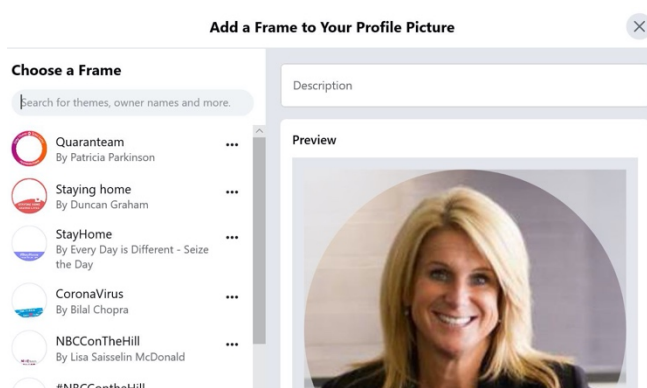 Add a Frame to Your Profile Picture
Choose a Frame
Search for themes, owner names and more.
Quaranteam
By Patricia Parkinson
Staying home
By Duncan Graham
StayHome
By Every Day is Different - Seize
the Day
CoronaVirus
By Bilal Chopra
NBCConTheHill
By Lisa Saisselin McDonald
#NBCContheHill
Description
Preview